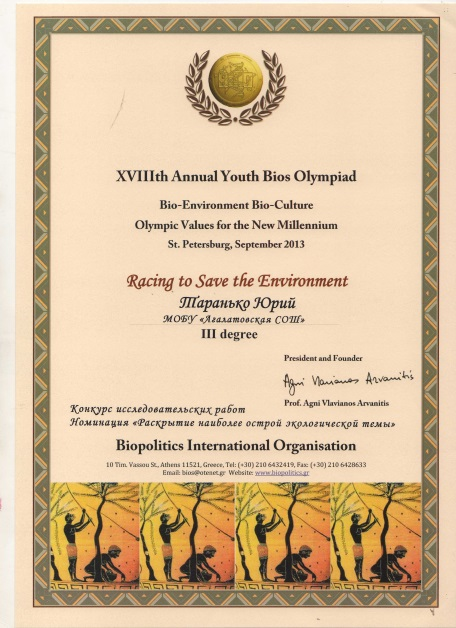 XVIIIth Annual Youth Bios Olympiad
Bio-Environment Bio-Culture
Olympic Values for the New Millennium
St. Petersburg, September 2013
Racing to Save the Environment
Таранько Юрий
МОБУ «Агалатовская СОШ»
III degree
President and Founder
Agni Vlavianos Arvanitis
Prof. Agni Vlavianos Arvanitis
Конкурс исследовательских работ
Номинация «Раскрытие наиболее острой экологической темы»
Biopolitics International Organisation
10 Tim. Vassou St., Athens 11521, Greece, Tel: (+30) 210 6432419, Fax: (+30) 210 6428633
Email: bios@otenet.gr Website: www.biopolitics.gr